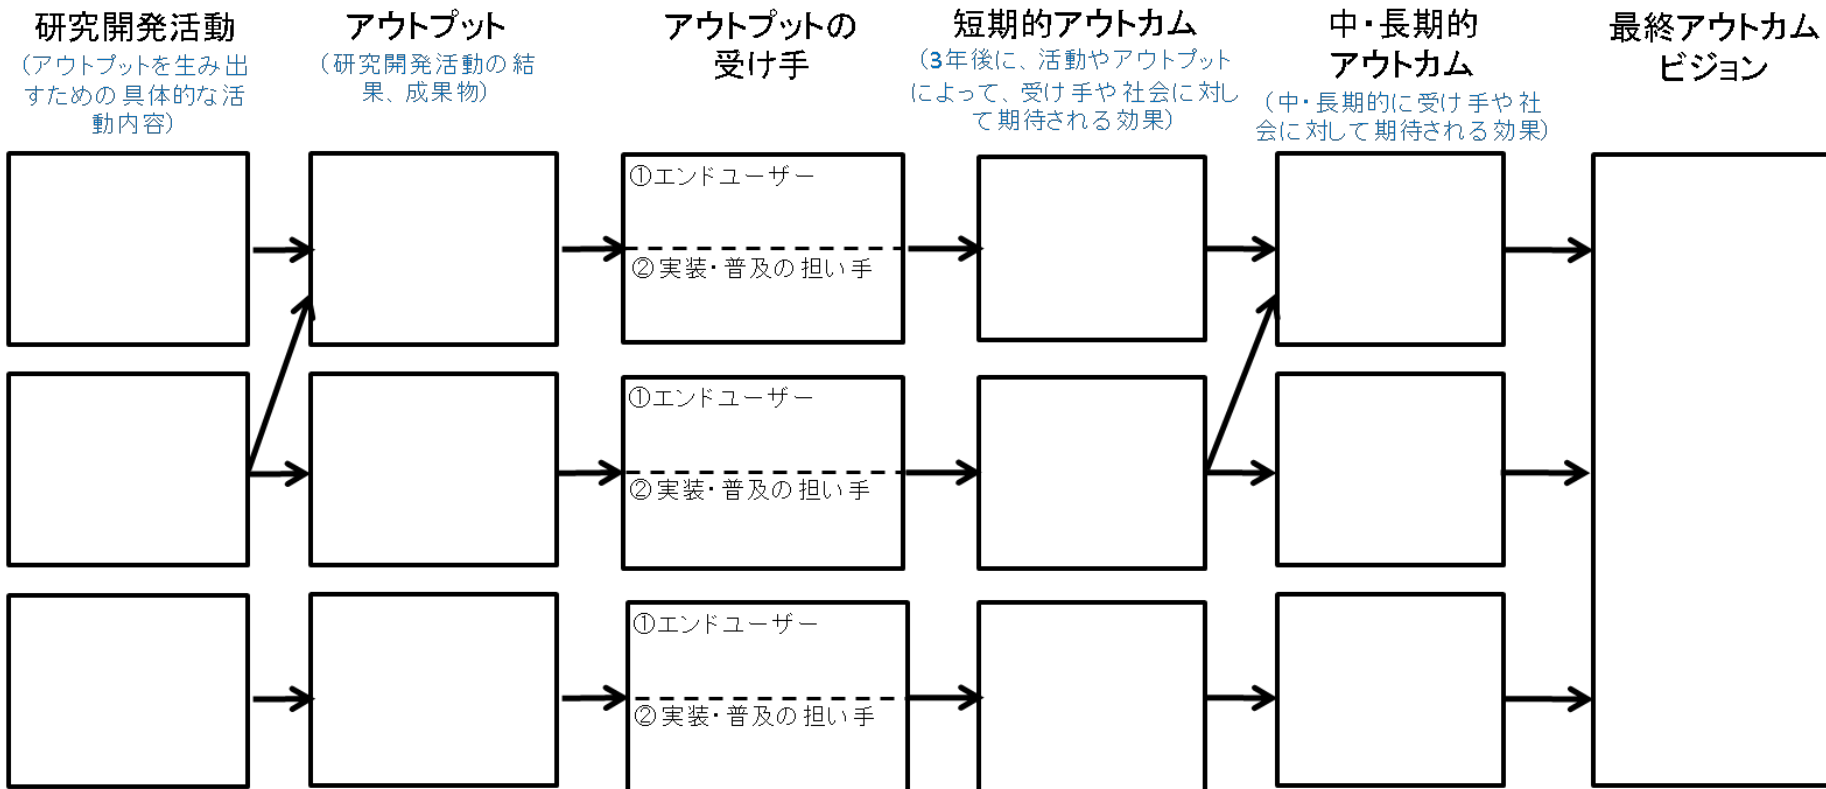 研究開発活動
（アウトプットを生み出
すための具体的な活
動内容）
アウトプット
（研究開発活動の結
果、成果物）
アウトプットの
受け手
短期的アウトカム
（3年後に、活動やアウトプット
によって、受け手や社会に対し
て期待される効果）
中・長期的
アウトカム
（中・長期的に受け手や社
会に対して期待される効果）
最終アウトカム
ビジョン
①エンドユーザー
②実装・普及の担い手
①エンドユーザー
②実装・普及の担い手
①エンドユーザー
②実装・普及の担い手